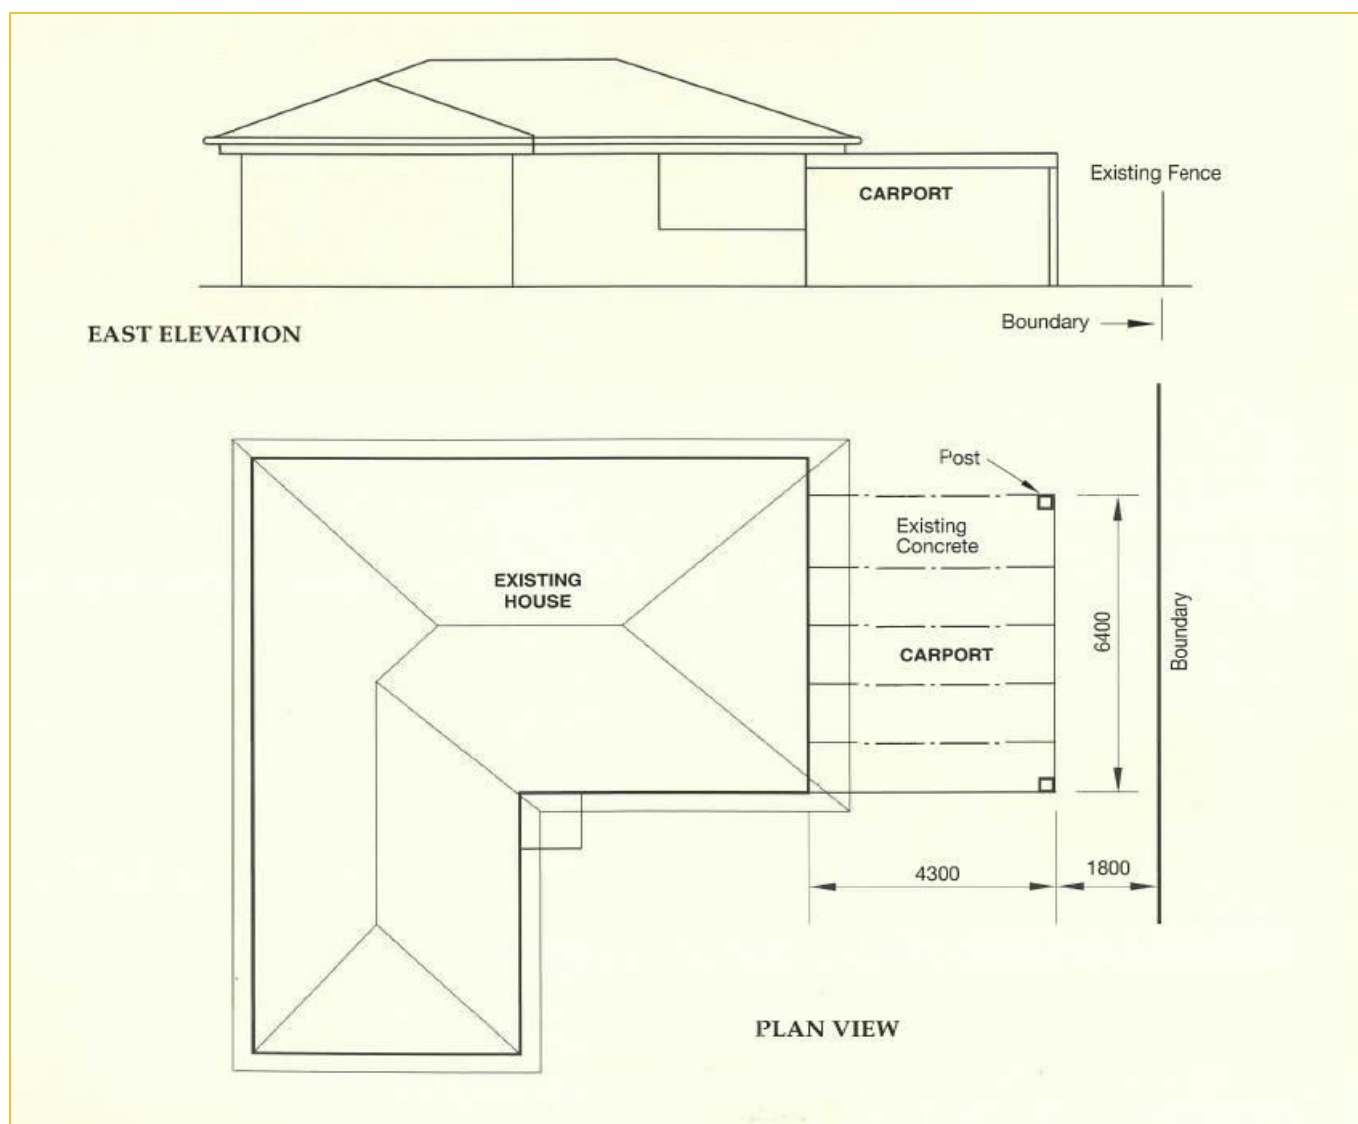 CARPORT
Existing Fence
Boundary
EAST ELEVATION
Post
Existing
Concrete
EXISTING
HOUSE
CARPORT
6400
Boundary
4300
1800
PLAN VIEW